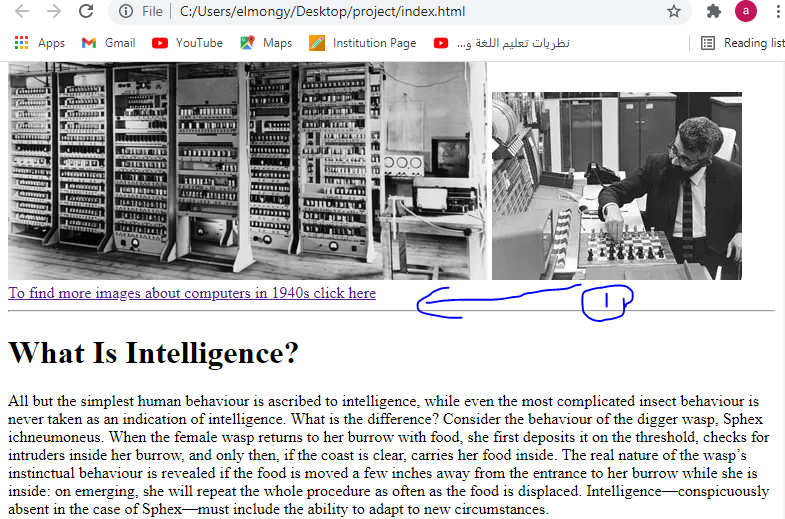 File | C:/Users/elmongy/Desktop/project/index.html
a
Apps Gmail YouTube Maps Institution Page نظريات تعليم اللغة و... Reading list
To find more images about computers in 1940s click here
1
What Is Intelligence?
All but the simplest human behaviour is ascribed to intelligence, while even the most complicated insect behaviour is
never taken as an indication of intelligence. What is the difference? Consider the behaviour of the digger wasp, Sphex
ichneumoneus. When the female wasp returns to her burrow with food, she first deposits it on the threshold, checks for
intruders inside her burrow, and only then, if the coast is clear, carries her food inside. The real nature of the wasp’s
instinctual behaviour is revealed if the food is moved a few inches away from the entrance to her burrow while she is
inside: on emerging, she will repeat the whole procedure as often as the food is displaced. Intelligence—conspicuously
absent in the case of Sphex—must include the ability to adapt to new circumstances.